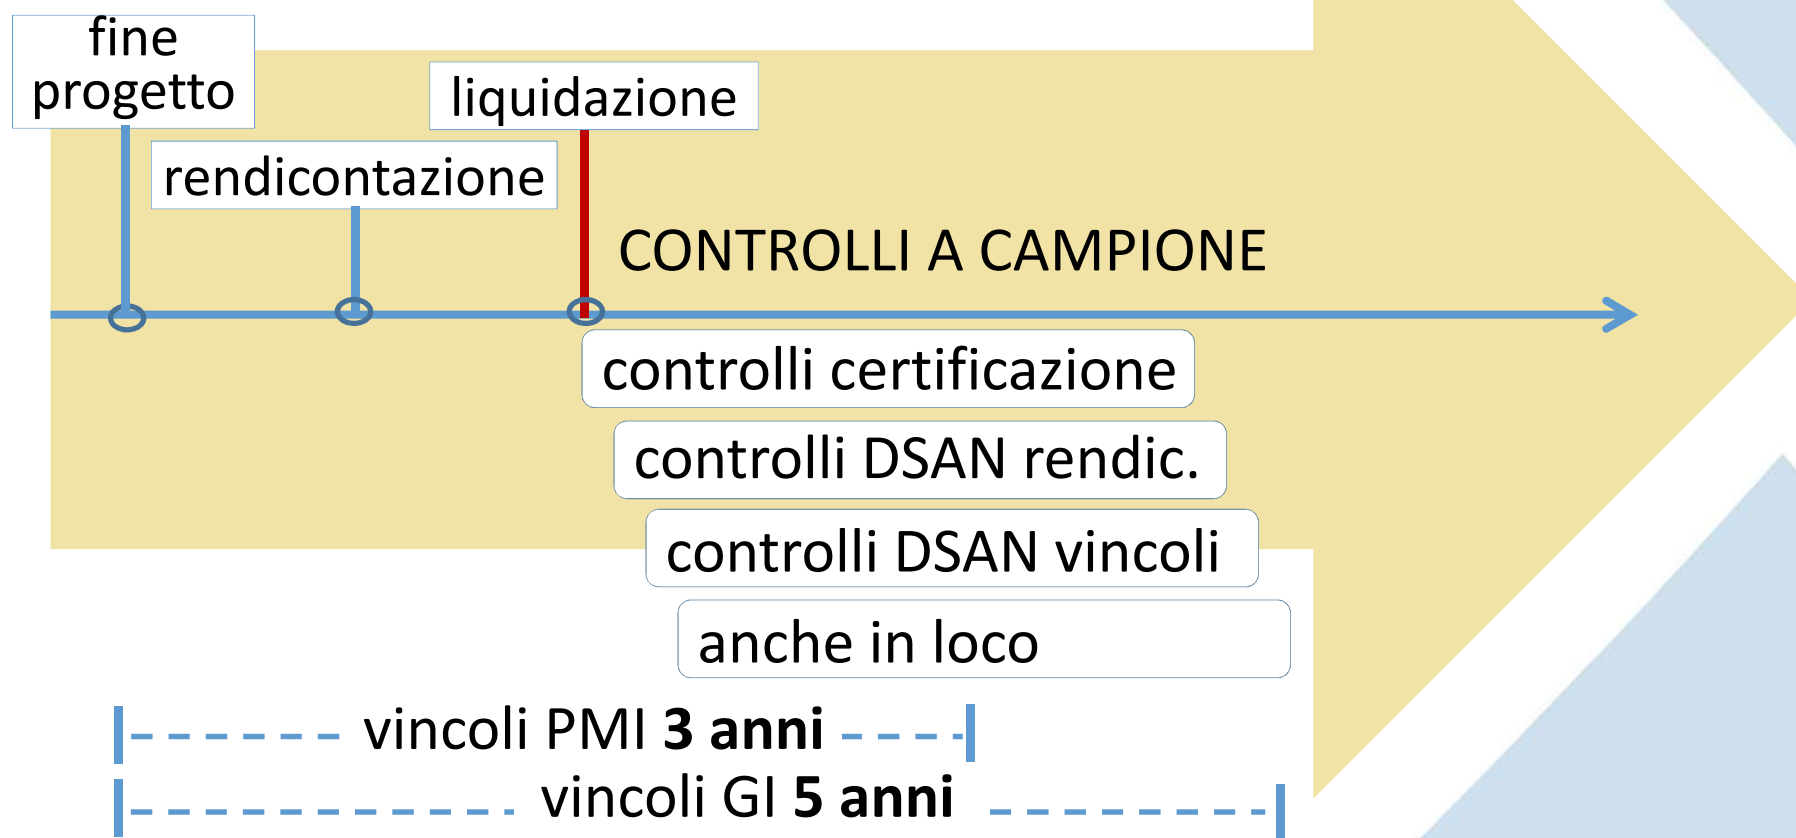 fine
progetto
liquidazione
rendicontazione
CONTROLLI A CAMPIONE
controlli certificazione
controlli DSAN rendic.
controlli DSAN vincoli
anche in loco
vincoli PMI 3 anni
vincoli GI 5 anni